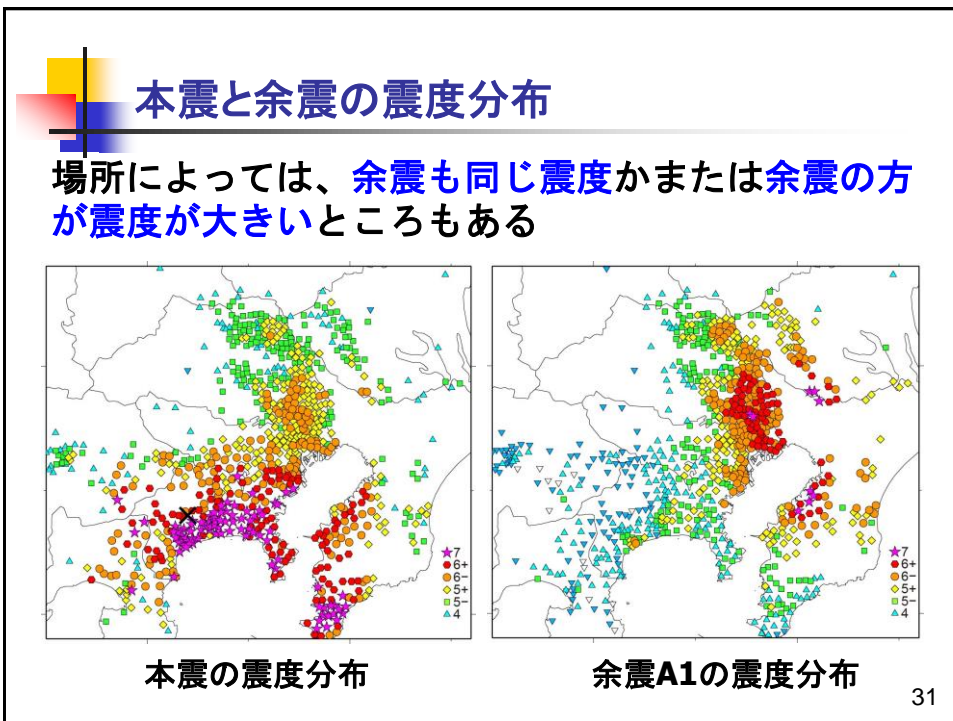 本震と余震の震度分布
場所によっては、余震も同じ震度かまたは余震の方
が震度が大きいところもある
7
6+
6-
5+
5-
4
7
6+
6-
5+
5-
4
本震の震度分布
余震A1の震度分布
31